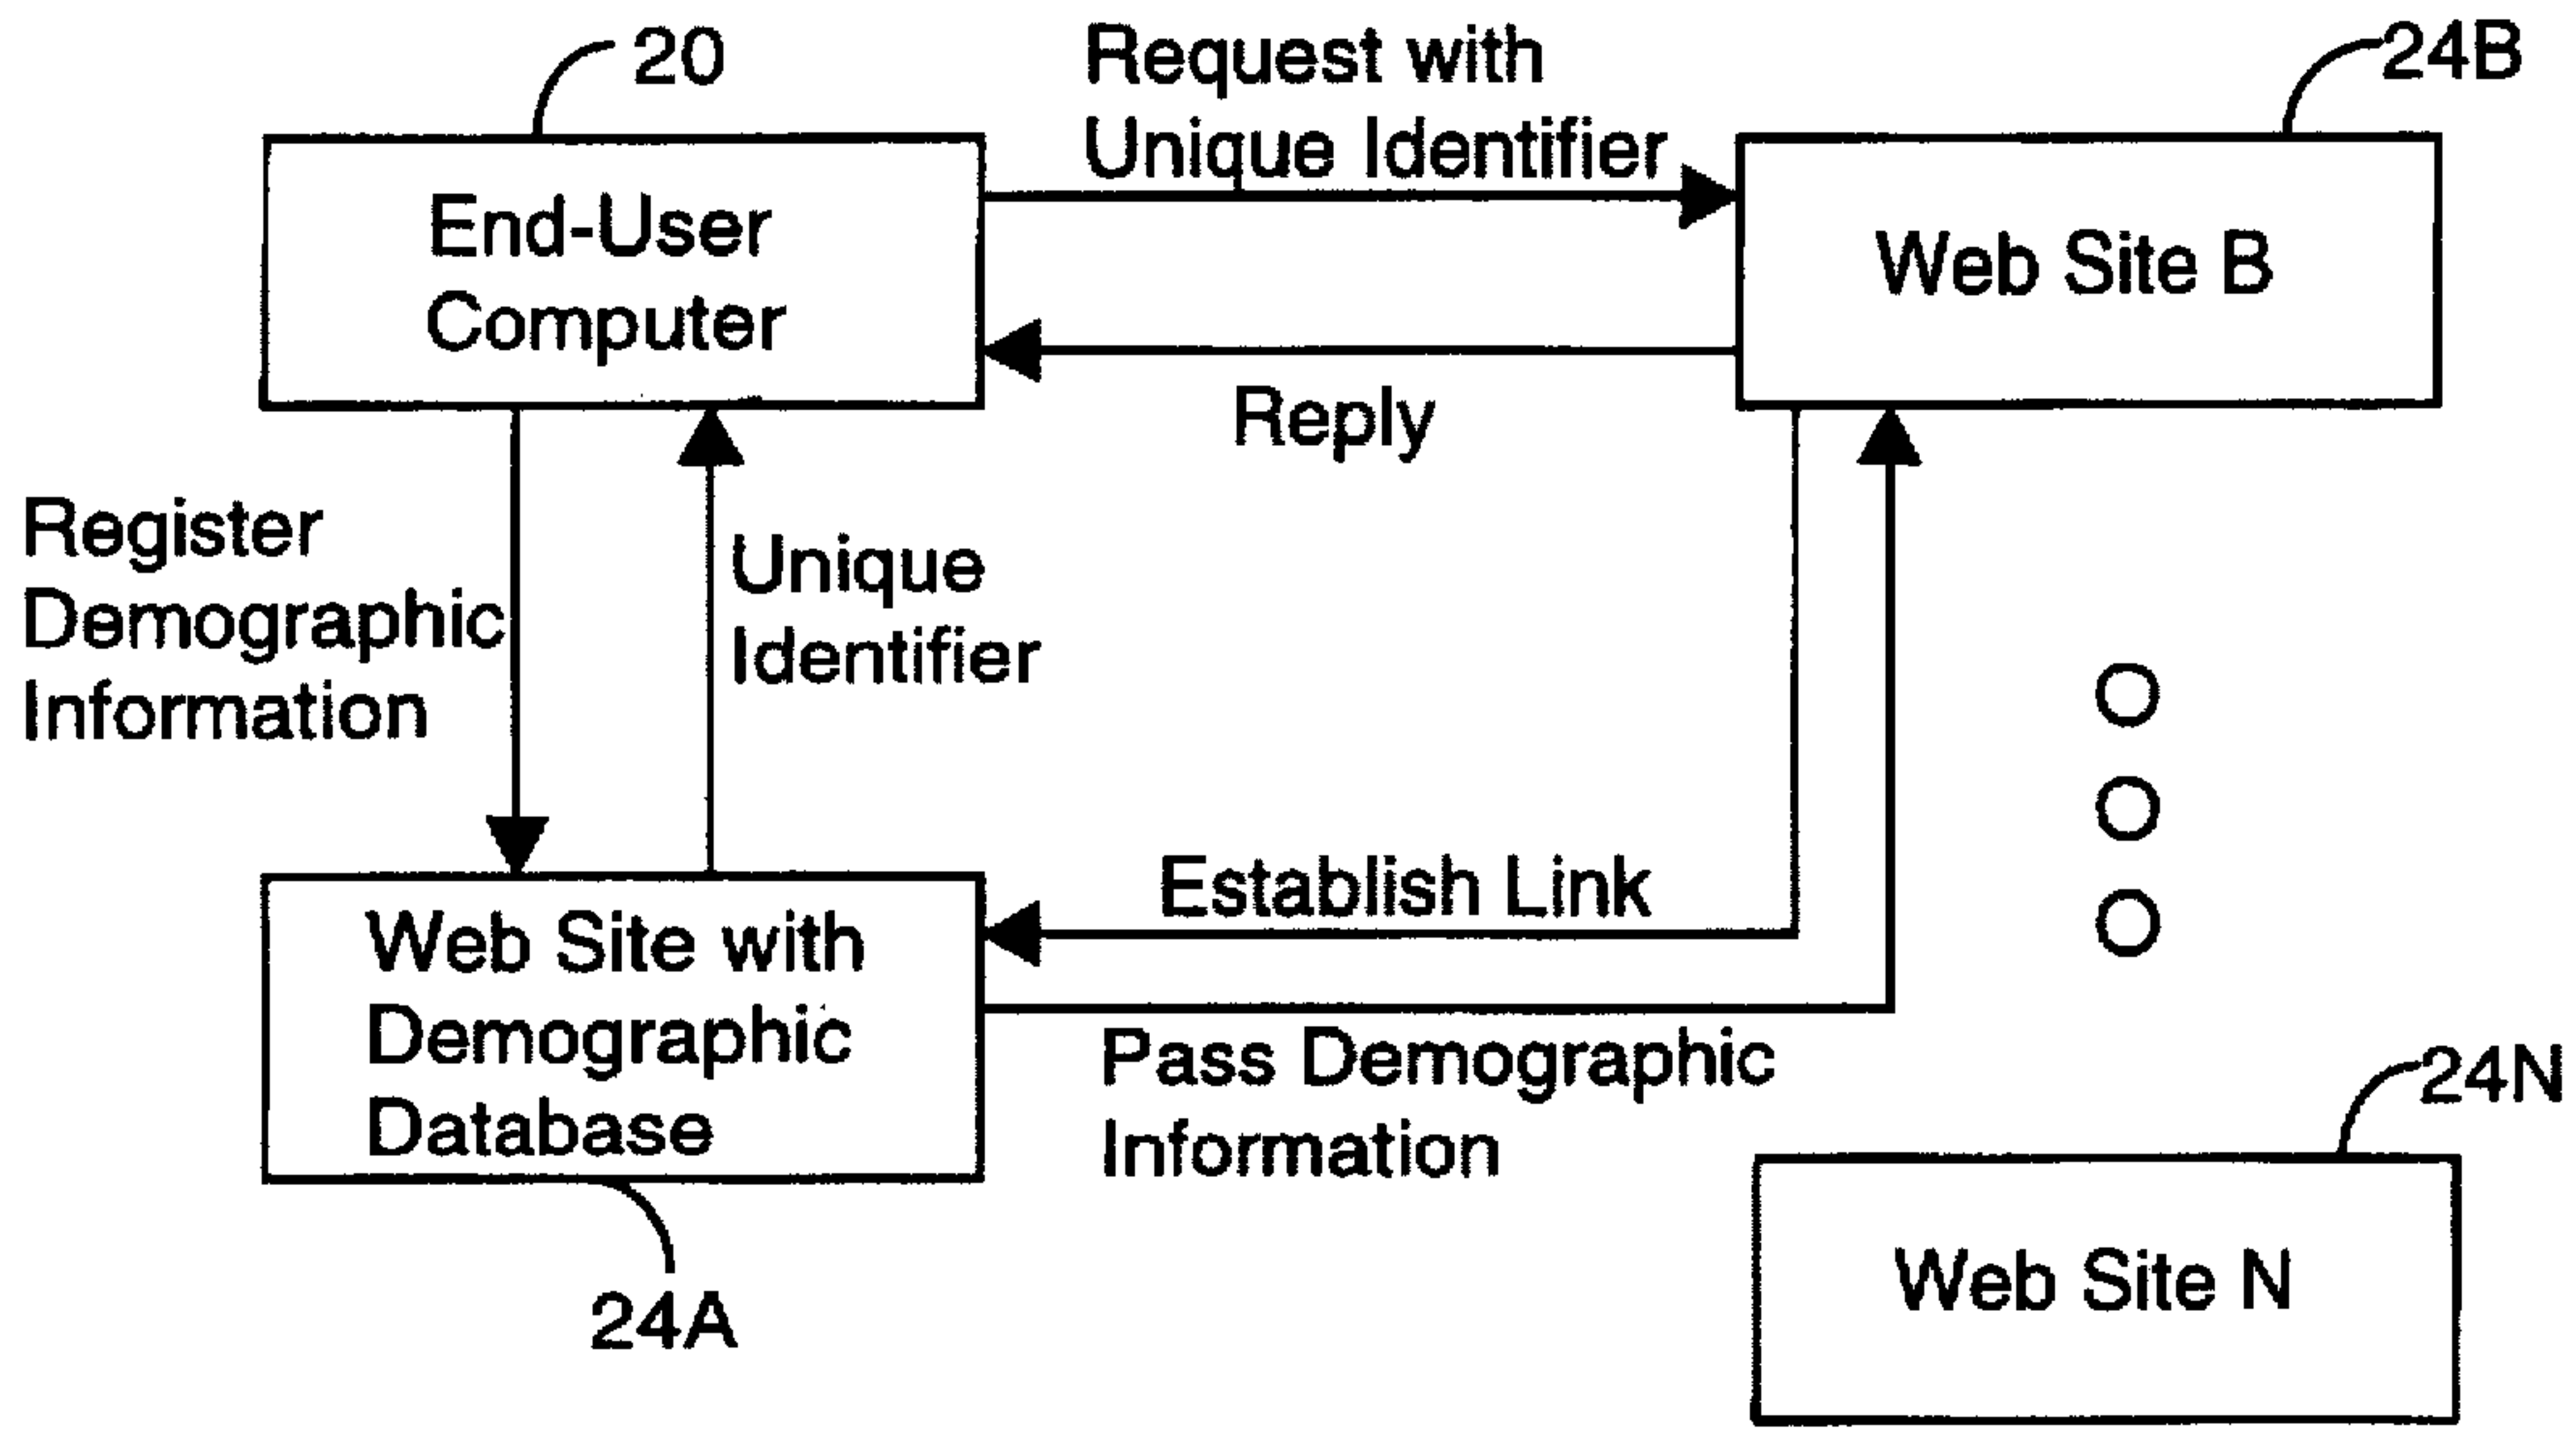 20
Request with
Unique Identifier
24B
End-User
Computer
Web Site B
Reply
Register
Demographic
Information
Unique
Identifier
Establish Link
Web Site with
Demographic
Database
Pass Demographic
Information
24N
Web Site N
24A